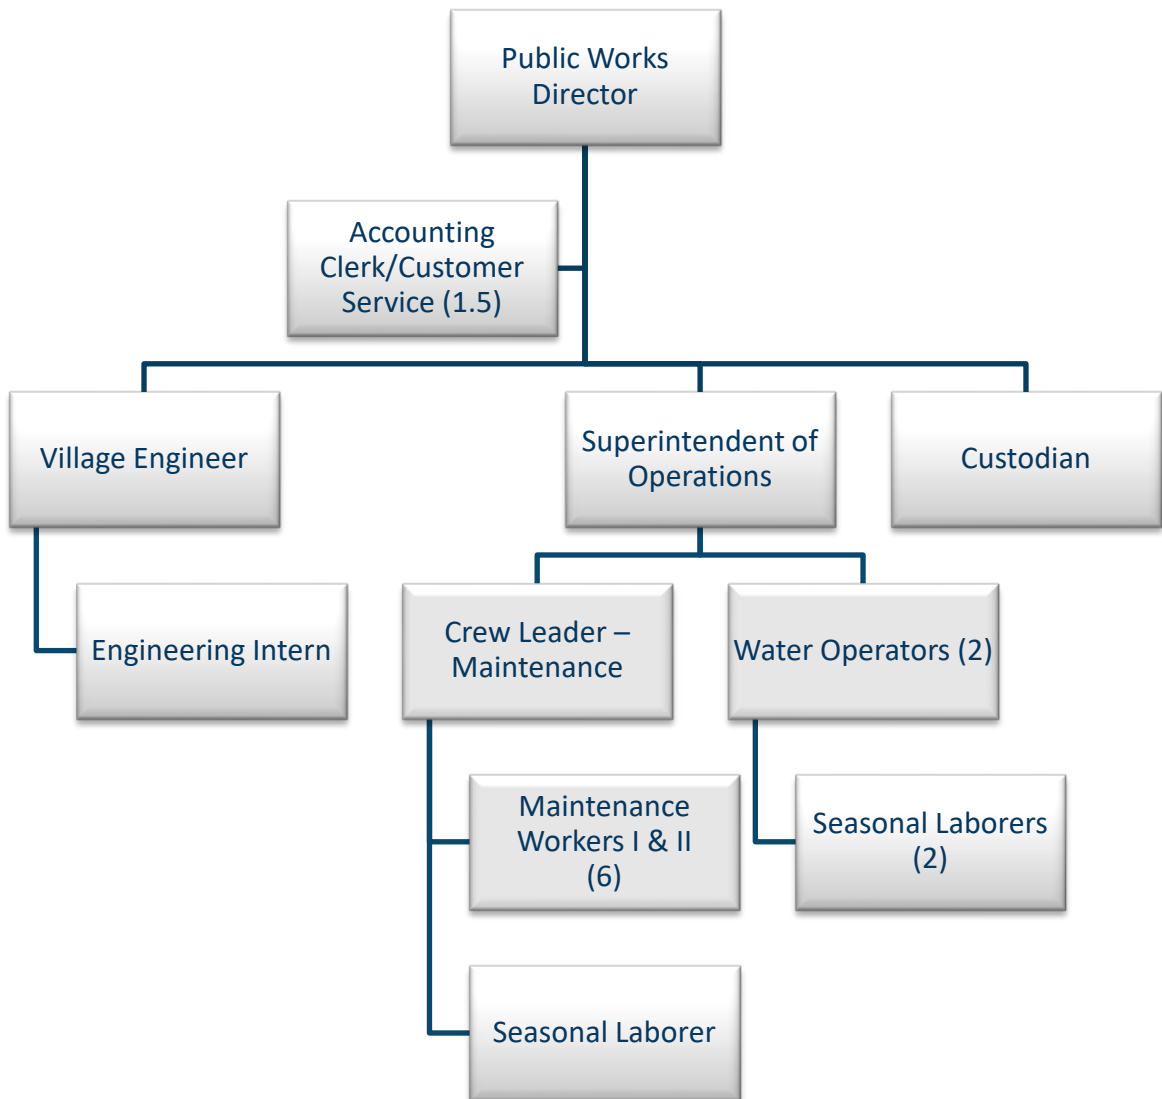 Public Works
Director
Accounting
Clerk/Customer
Service (1.5)
Village Engineer
Superintendent of
Operations
Custodian
Engineering Intern
Crew Leader –
Maintenance
Water Operators (2)
Maintenance
Workers I & II
(6)
Seasonal Laborers
(2)
Seasonal Laborer